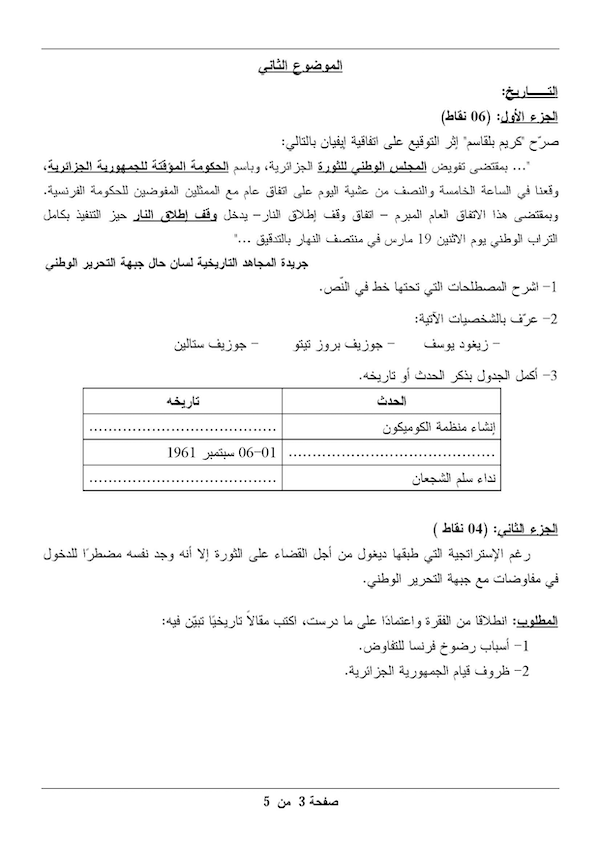 الموضوع الثاني
التـــــاريخ:
الجزء الأول: (06 نقاط)
صرّح "كريم بلقاسم" إثر التوقيع على اتفاقية إيفيان بالتالي:
"... بمقتضى تفويض المجلس الوطني للثورة الجزائرية، وباسم الحكومة المؤقتة للجمهورية الجزائرية،
وقعنا في الساعة الخامسة والنصف من عشية اليوم على اتفاق عام مع الممثلين المفوضين للحكومة الفرنسية.
وبمقتضى هذا الاتفاق العام المبرم – اتفاق وقف إطلاق النار– يدخل وقف إطلاق النار حيز التنفيذ بكامل
التراب الوطني يوم الاثنين 19 مارس في منتصف النهار بالتدقيق ..."
جريدة المجاهد التاريخية لسان حال جبهة التحرير الوطني
1– اشرح المصطلحات التي تحتها خط في النّص.
2– عرّف بالشخصيات الآتية:
– زيغود يوسف – جوزيف بروز تيتو – جوزيف ستالين
3– أكمل الجدول بذكر الحدث أو تاريخه.
الحدث تاريخه
إنشاء منظمة الكوميكون .......................................
........................................... 01–06 سبتمبر 1961
نداء سلم الشجعان .......................................
الجزء الثاني: (04 نقاط )
رغم الإستراتجية التي طبقها ديغول من أجل القضاء على الثورة إلا أنه وجد نفسه مضطرًا للدخول
في مفاوضات مع جبهة التحرير الوطني.
المطلوب: انطلاقا من الفقرة واعتمادًا على ما درست، اكتب مقالاً تاريخيًا تبيّن فيه:
1– أسباب رضوخ فرنسا للتفاوض.
2– ظروف قيام الجمهورية الجزائرية.
صفحة 3 من 5